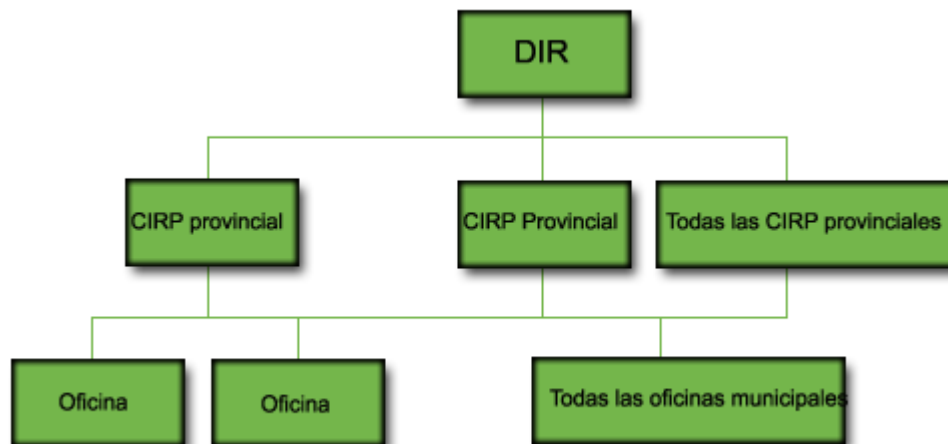 DIR
CIRP provincial
CIRP Provincial
Todas las CIRP provinciales
Oficina
Oficina
Todas las oficinas municipales